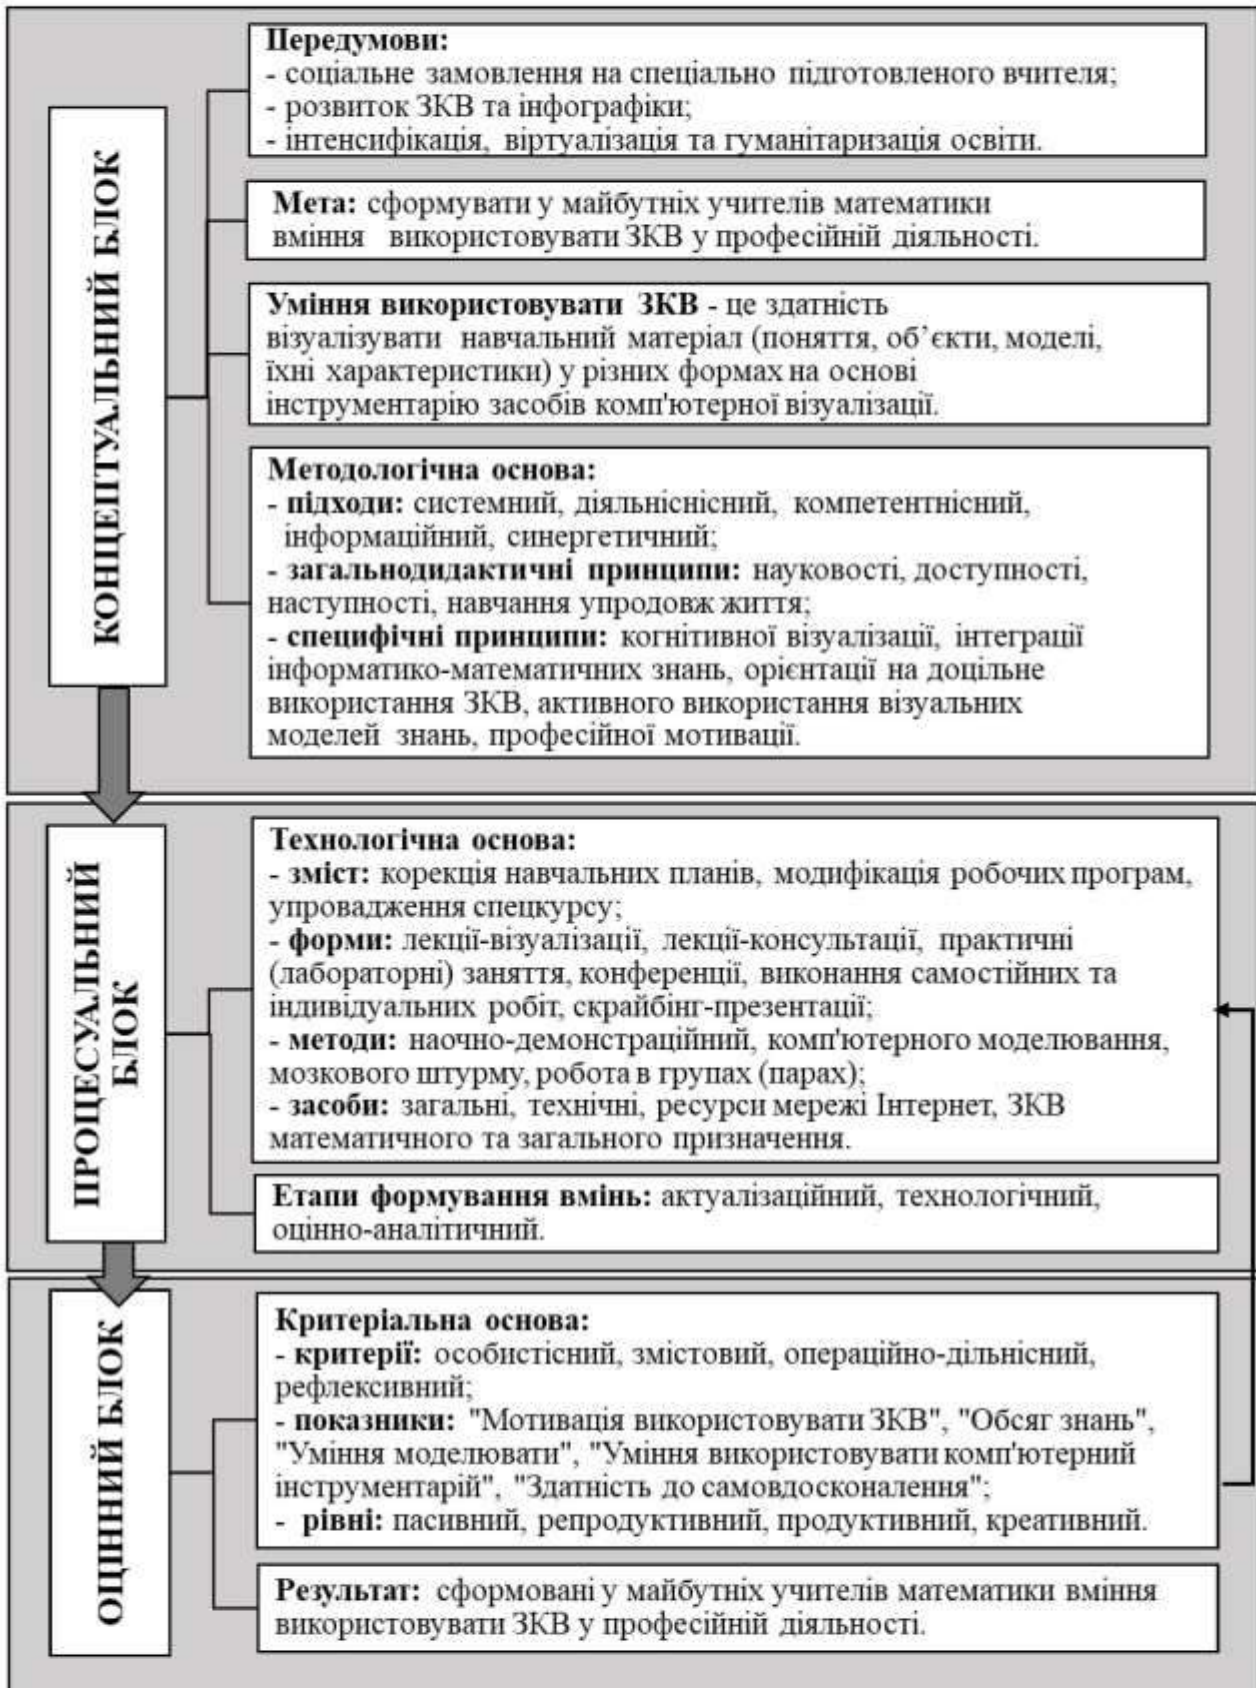 КОНЦЕПТУАЛЬНИЙ БЛОК
Передумови:
- соціальне замовлення на спеціально підготовленого вчителя;
- розвиток ЗКВ та інфографіки;
- інтенсифікація, віртуалізація та гуманітаризація освіти.
Мета: сформувати у майбутніх учителів математики
вміння використовувати ЗКВ у професійній діяльності.
Уміння використовувати ЗКВ - це здатність
візуалізувати навчальний матеріал (поняття, об’єкти, моделі,
їхні характеристики) у різних формах на основі
інструментарію засобів комп'ютерної візуалізації.
Методологічна основа:
- підходи: системний, діяльніснісний, компетентнісний,
інформаційний, синергетичний;
- загальнодидактичні принципи: науковості, доступності,
наступності, навчання упродовж життя;
- специфічні принципи: когнітивної візуалізації, інтеграції
інформатико-математичних знань, орієнтації на доцільне
використання ЗКВ, активного використання візуальних
моделей знань, професійної мотивації.
ПРОЦЕСУАЛЬНИЙ
БЛОК
Технологічна основа:
- зміст: корекція навчальних планів, модифікація робочих програм,
упровадження спецкурсу;
- форми: лекції-візуалізації, лекції-консультації, практичні
(лабораторні) заняття, конференції, виконання самостійних та
індивідуальних робіт, скрайбінг-презентації;
- методи: наочно-демонстраційний, комп'ютерного моделювання,
мозкового штурму, робота в групах (парах);
- засоби: загальні, технічні, ресурси мережі Інтернет, ЗКВ
математичного та загального призначення.
Етапи формування вмінь: актуалізаційний, технологічний,
оцінно-аналітичний.
ОЦІННИЙ БЛОК
Критеріальна основа:
- критерії: особистісний, змістовий, операційно-дільнісний,
рефлексивний;
- показники: "Мотивація використовувати ЗКВ", "Обсяг знань",
"Уміння моделювати", "Уміння використовувати комп'ютерний
інструментарій", "Здатність до самовдосконалення";
- рівні: пасивний, репродуктивний, продуктивний, креативний.
Результат: сформовані у майбутніх учителів математики вміння
використовувати ЗКВ у професійній діяльності.